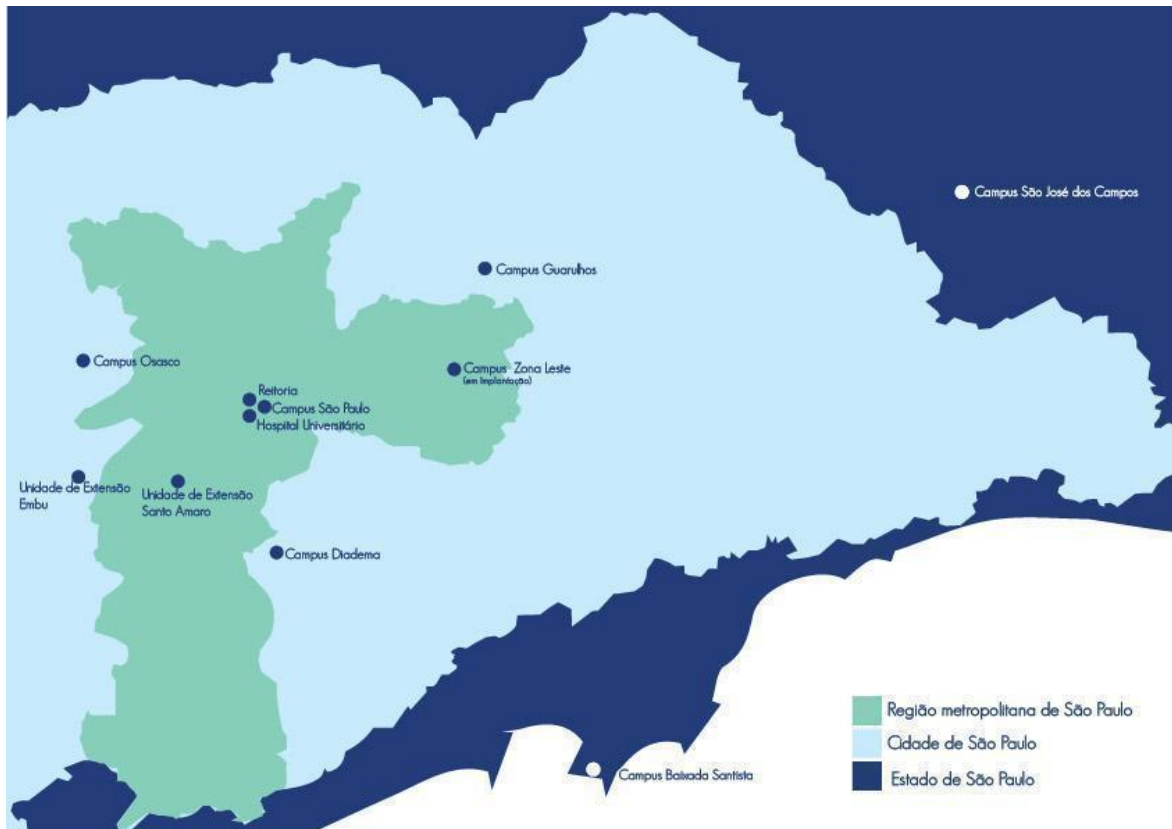 Campus São José dos Campos
Campus Guarulhos
Campus Osasco
Campus Zona Leste
(em Implantação)
Reitoria
Campus São Paulo
Hospital Universitário
Unidade de Extensão
Embu
Unidade de Extensão
Santo Amaro
Campus Diadema
Região metropolitana de São Paulo
Cidade de São Paulo
Estado de São Paulo
Campus Baixada Santista